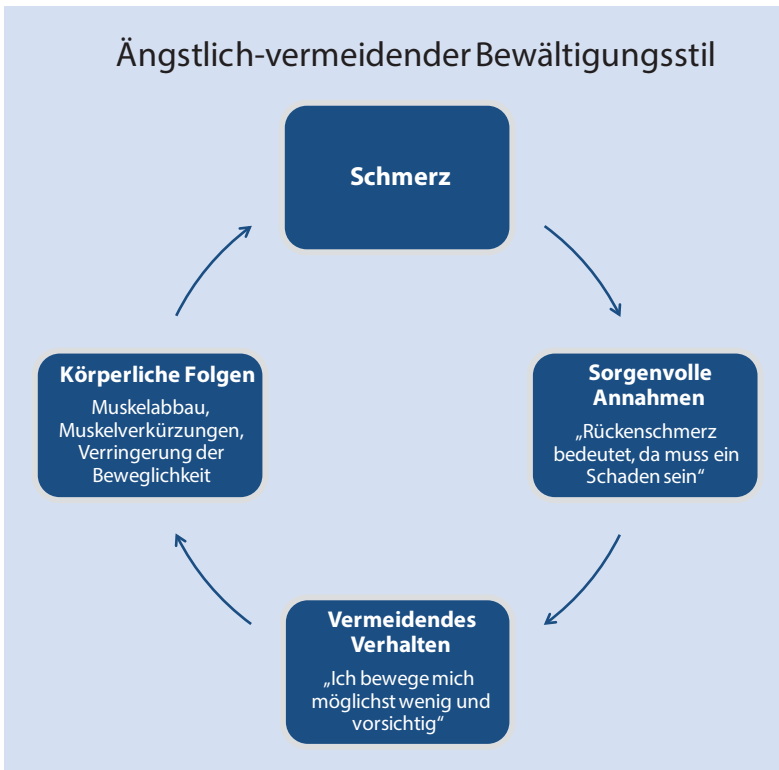 Ängstlich-vermeidender Bewältigungsstil
Schmerz
Sorgenvolle
Annahmen
„Rückenschmerz
bedeutet, da muss ein
Schaden sein“
Vermeidendes
Verhalten
„Ich bewege mich
möglichst wenig und
vorsichtig“
Körperliche Folgen
Muskelabbau,
Muskelverkürzungen,
Verringerung der
Beweglichkeit